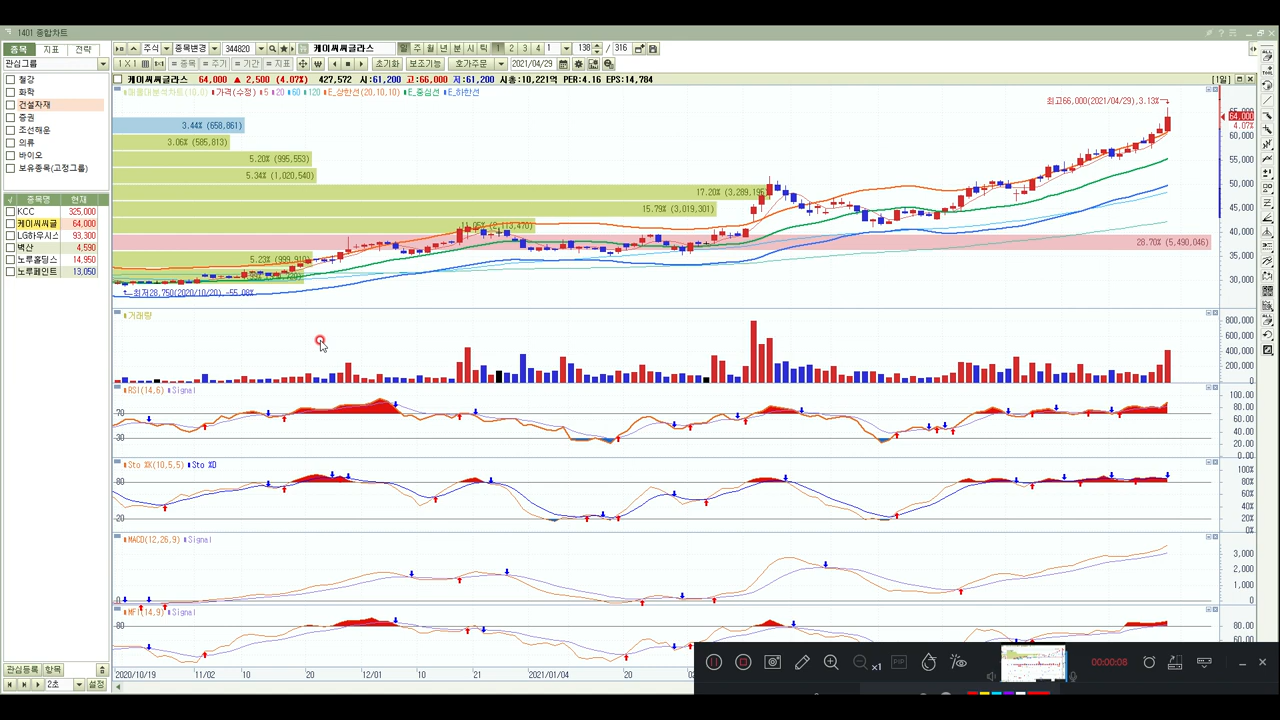 1401 종합차트
종목 지표 전략
주식 종목변경 344820 케이씨씨글라스 일 주 월 년 분 시 틱 1 2 3 4 1 138 / 316
관심그룹
1 X 1 종목 주기 기간 지표 초기화 보조기능 호가주문 2021/04/29
케이씨씨글라스 64,000 ▲ 2,500 (4.07%) 427,572 시:61,200 고:66,000 저:61,200 시총:10,221억 PER:4.16 EPS:14,784 [1일]
매물대분석차트(10,0) 가격(수정) 5 20 60 120 E_상한선(20,10,10) E_중심선 E_하한선
철강
화학
건설자재
증권
조선해운
의류
바이오
보유종목(고정그룹)
√ 종목명 현재
KCC 325,000
케이씨씨글 64,000
LG하우시스 93,300
벽산 4,590
노루홀딩스 14,950
노루페인트 13,050
최고66,000(2021/04/29),3.13%→
65,000
64,000
4.07%
60,000
55,000
50,000
45,000
40,000
35,000
30,000
3.44% (658,861)
3.06% (585,813)
5.20% (995,553)
5.34% (1,020,540)
17.20% (3,289,195)
15.79% (3,019,301)
11.05% (2,113,470)
28.70% (5,490,046)
5.23% (999,910)
최저28,750(2020/10/20),-55.08%
거래량
800,000
600,000
400,000
200,000
0
RSI(14,6) Signal
70
30
100.00
80.00
60.00
40.00
20.00
0.00
Sto %K(10,5,5) Sto %D
80
20
100%
80%
60%
40%
20%
0%
MACD(12,26,9) Signal
0
3,000
2,000
1,000
0
MFI(14,9) Signal
80
80.00
60.00
2020/10/19 11/02 10 20 12/01 10 21 2021/01/04 20
관심등록 항목
2초 설정
x1 PIP 00:00:08